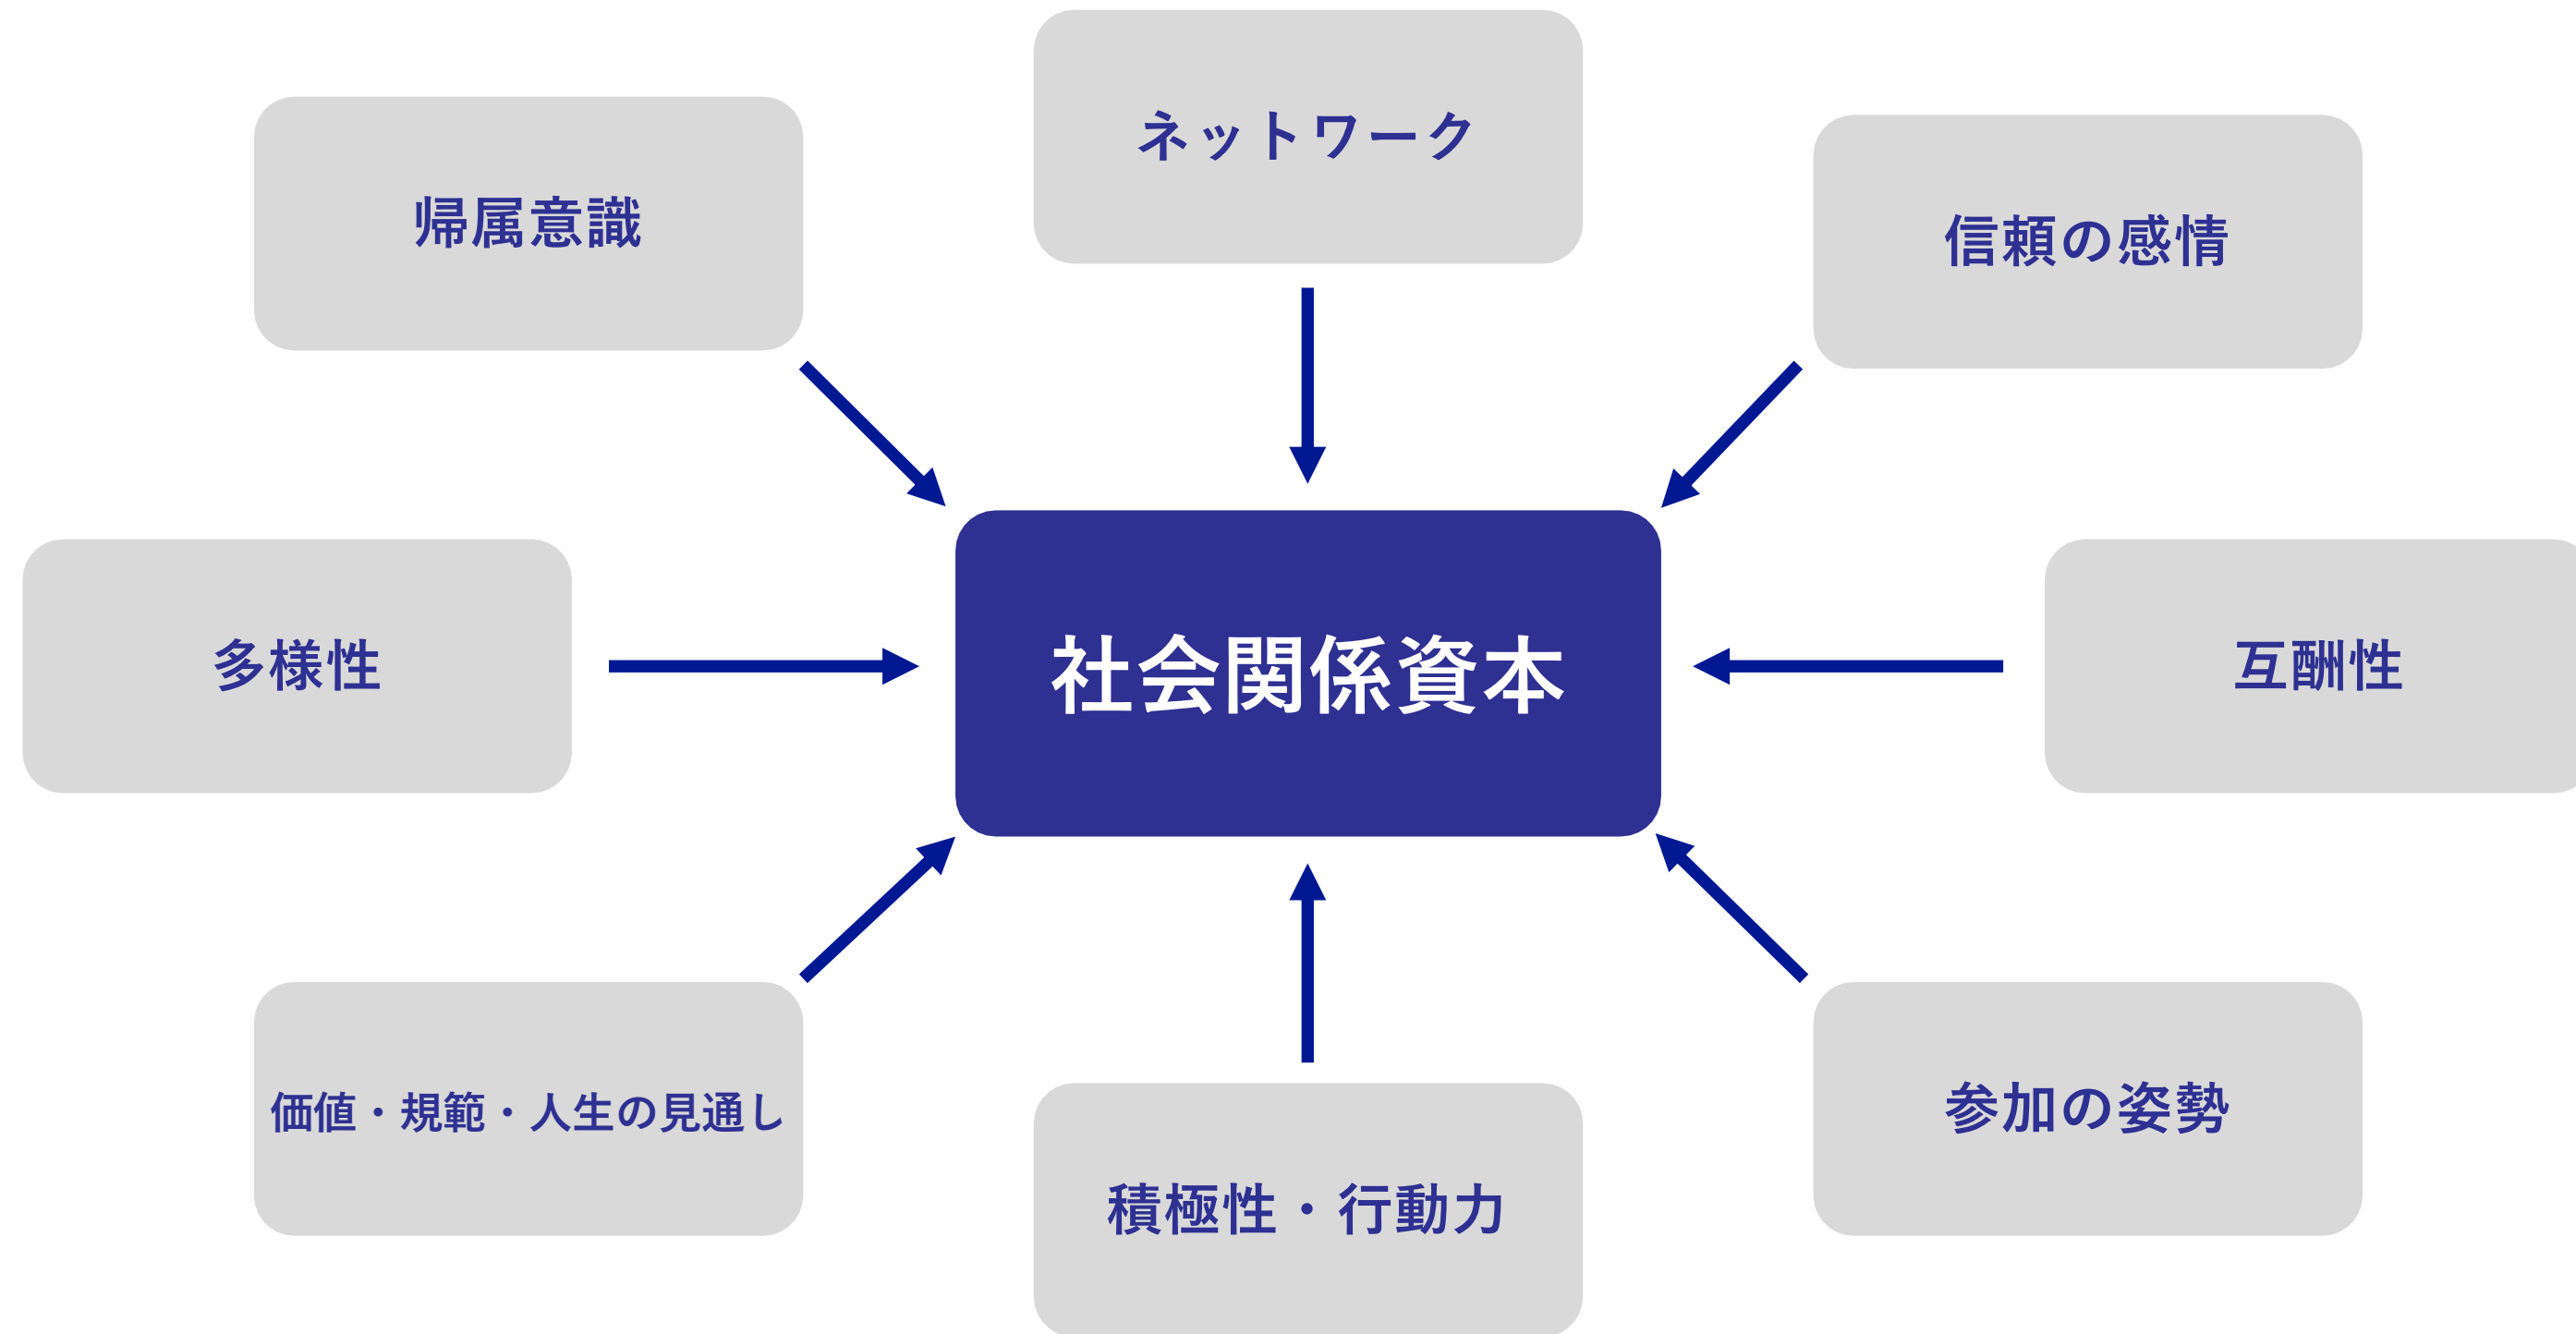 ネットワーク
帰属意識
信頼の感情
多様性
社会関係資本
互酬性
価値・規範・人生の見通し
参加の姿勢
積極性・行動力